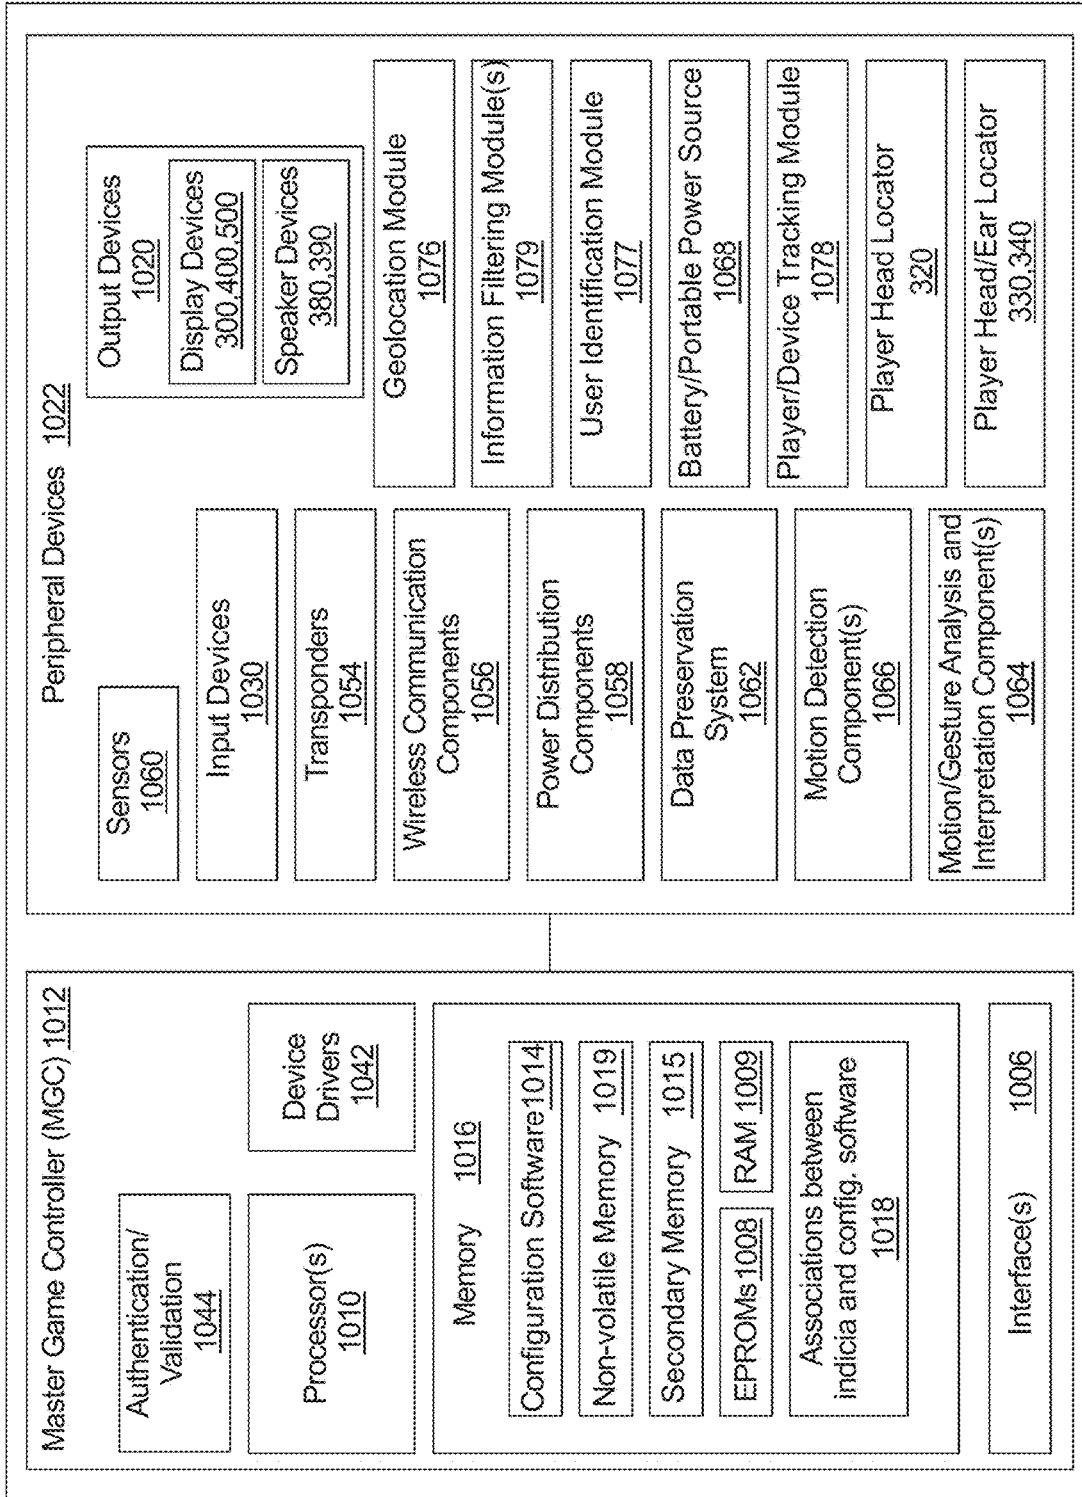 Master Game Controller (MGC) 1012
Authentication/
Validation
1044
Processor(s)
1010
Device
Drivers
1042
Memory 1016
Configuration Software 1014
Non-volatile Memory 1019
Secondary Memory 1015
EPROMs 1008
RAM 1009
Associations between
indicia and config. software
1018
Interface(s) 1006
Peripheral Devices 1022
Sensors
1060
Input Devices
1030
Transponders
1054
Wireless Communication
Components
1056
Power Distribution
Components
1058
Data Preservation
System
1062
Motion Detection
Component(s)
1066
Motion/Gesture Analysis and
Interpretation Component(s)
1064
Output Devices
1020
Display Devices
300,400,500
Speaker Devices
380,390
Geolocation Module
1076
Information Filtering Module(s)
1079
User Identification Module
1077
Battery/Portable Power Source
1068
Player/Device Tracking Module
1078
Player Head Locator
320
Player Head/Ear Locator
330,340